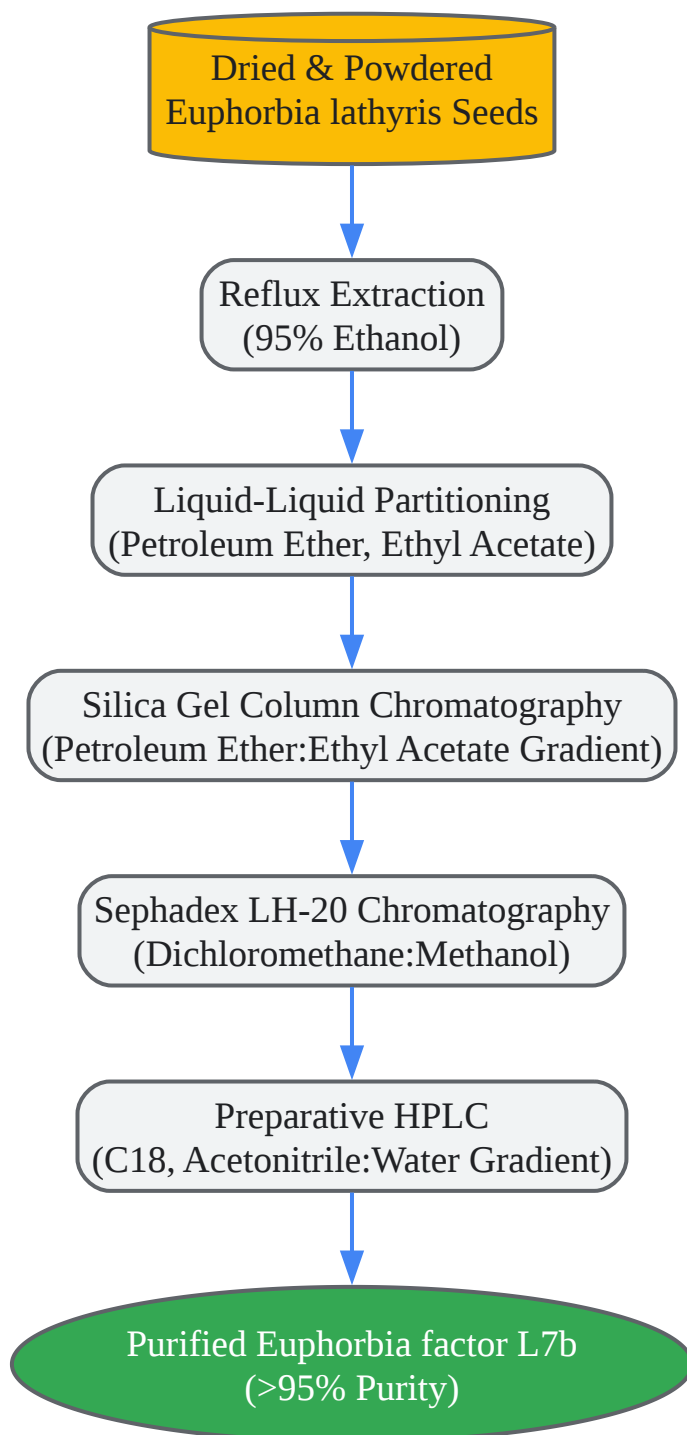 Dried & Powdered
Euphorbia lathyris Seeds
Reflux Extraction
(95% Ethanol)
Liquid-Liquid Partitioning
(Petroleum Ether, Ethyl Acetate)
Silica Gel Column Chromatography
(Petroleum Ether:Ethyl Acetate Gradient)
Sephadex LH-20 Chromatography
(Dichloromethane:Methanol)
Preparative HPLC
(C18, Acetonitrile:Water Gradient)
Purified Euphorbia factor L7b
(>95% Purity)